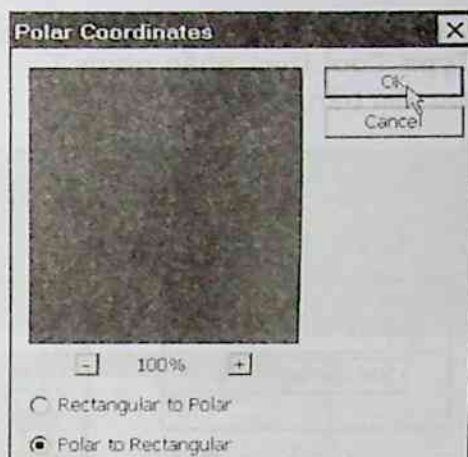 Polar Coordinates
OK
Cancel
100%
Rectangular to Polar
Polar to Rectangular